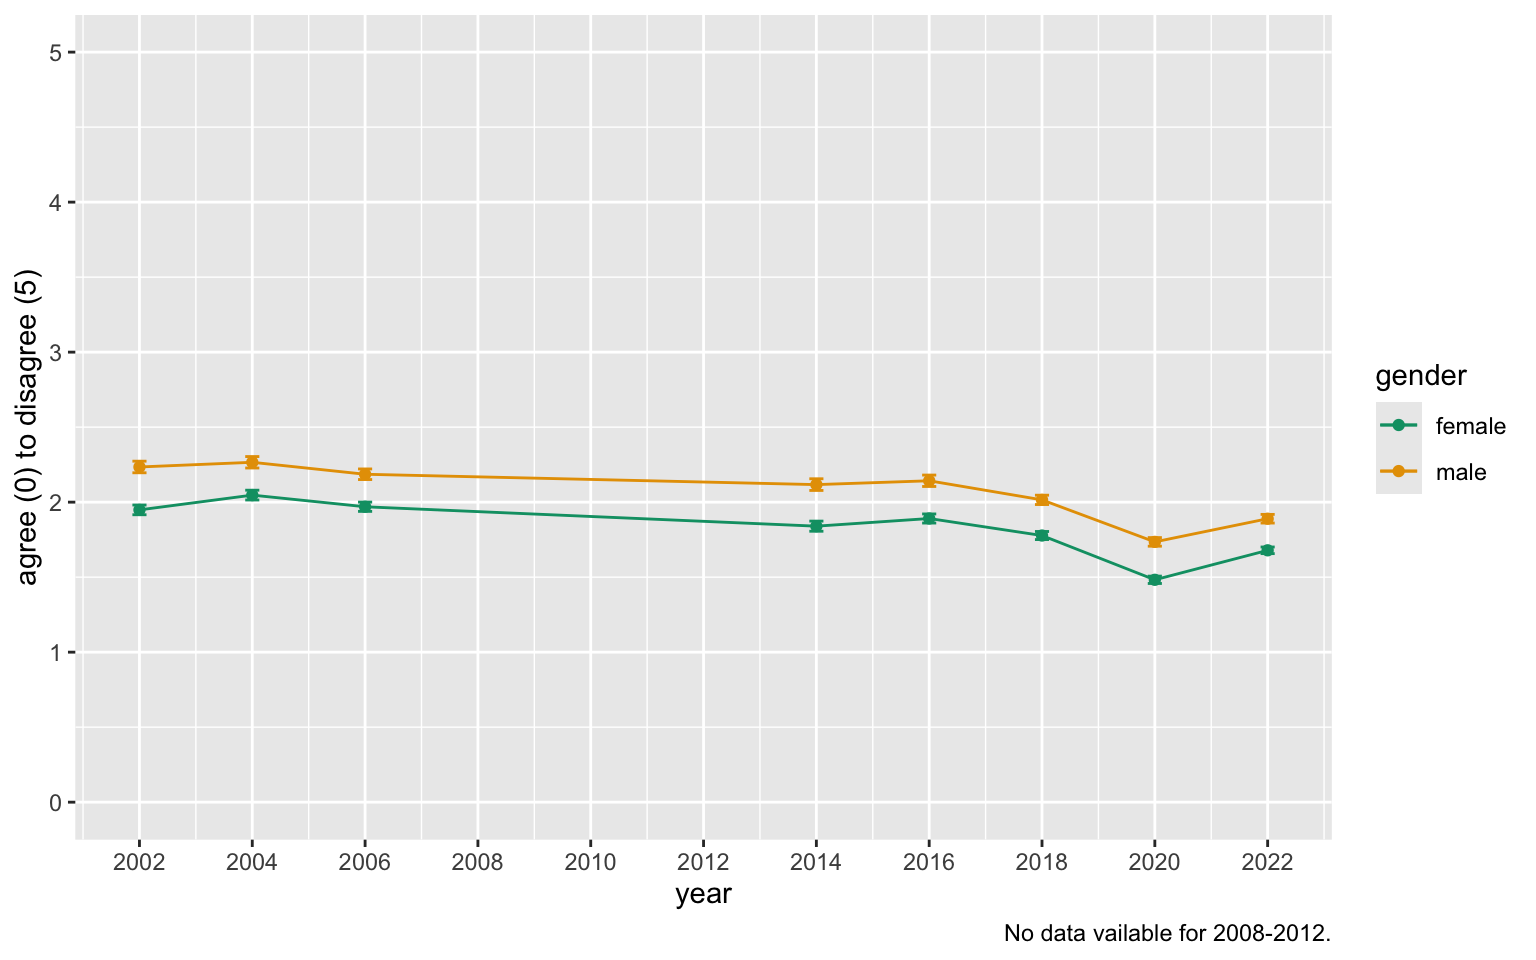 agree (0) to disagree (5)
5
4
3
2
1
0
2002 2004 2006 2008 2010 2012 2014 2016 2018 2020 2022
year
gender
female
male
No data vailable for 2008-2012.